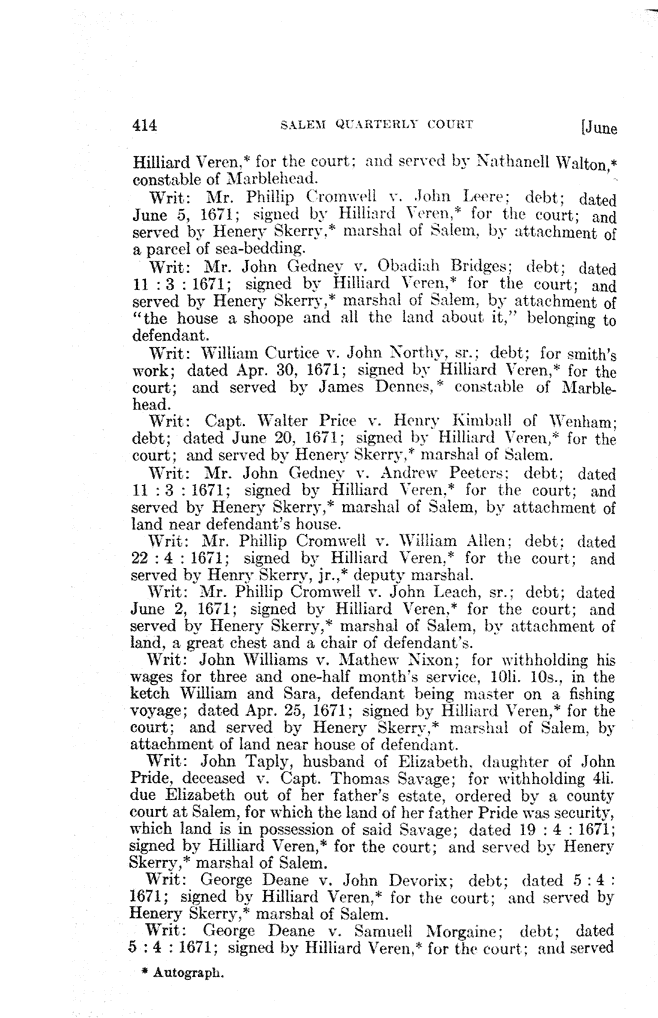 414 SALEM QUARTERLY COURT [June
Hilliard Veren,* for the court; and served by Nathanell Walton,*
constable of Marblehead.
Writ: Mr. Phillip Cromwell v. John Leere; debt; dated
June 5, 1671; signed by Hilliard Veren,* for the court; and
served by Henery Skerry,* marshal of Salem, by attachment of
a parcel of sea-bedding.
Writ: Mr. John Gedney v. Obadiah Bridges; debt; dated
11 : 3 : 1671; signed by Hilliard Veren,* for the court; and
served by Henery Skerry,* marshal of Salem, by attachment of
"the house a shoope and all the land about it," belonging to
defendant.
Writ: William Curtice v. John Northy, sr.; debt; for smith's
work; dated Apr. 30, 1671; signed by Hilliard Veren,* for the
court; and served by James Dennes,* constable of Marble-
head.
Writ: Capt. Walter Price v. Henry Kimball of Wenham;
debt; dated June 20, 1671; signed by Hilliard Veren,* for the
court; and served by Henery Skerry,* marshal of Salem.
Writ: Mr. John Gedney v. Andrew Peeters; debt; dated
11 : 3 : 1671; signed by Hilliard Veren,* for the court; and
served by Henery Skerry,* marshal of Salem, by attachment of
land near defendant's house.
Writ: Mr. Phillip Cromwell v. William Allen; debt; dated
22 : 4 : 1671; signed by Hilliard Veren,* for the court; and
served by Henry Skerry, jr.,* deputy marshal.
Writ: Mr. Phillip Cromwell v. John Leach, sr.; debt; dated
June 2, 1671; signed by Hilliard Veren,* for the court; and
served by Henery Skerry,* marshal of Salem, by attachment of
land, a great chest and a chair of defendant's.
Writ: John Williams v. Mathew Nixon; for withholding his
wages for three and one-half month's service, 10li. 10s., in the
ketch William and Sara, defendant being master on a fishing
voyage; dated Apr. 25, 1671; signed by Hilliard Veren,* for the
court; and served by Henery Skerry,* marshal of Salem, by
attachment of land near house of defendant.
Writ: John Taply, husband of Elizabeth, daughter of John
Pride, deceased v. Capt. Thomas Savage; for withholding 4li.
due Elizabeth out of her father's estate, ordered by a county
court at Salem, for which the land of her father Pride was security,
which land is in possession of said Savage; dated 19 : 4 : 1671;
signed by Hilliard Veren,* for the court; and served by Henery
Skerry,* marshal of Salem.
Writ: George Deane v. John Devorix; debt; dated 5 : 4 :
1671; signed by Hilliard Veren,* for the court; and served by
Henery Skerry,* marshal of Salem.
Writ: George Deane v. Samuell Morgaine; debt; dated
5 : 4 : 1671; signed by Hilliard Veren,* for the court; and served
* Autograph.